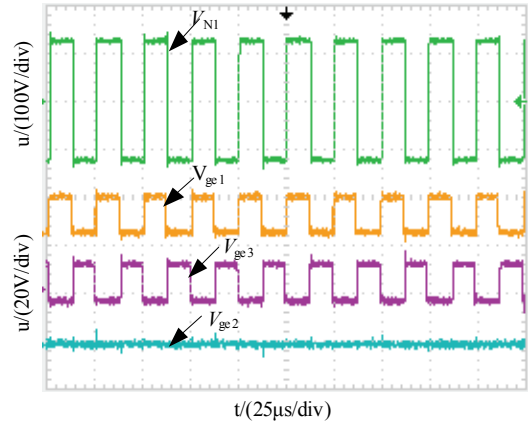 V_N1
u/(100V/div)
V_ge1
V_ge3
u/(20V/div)
V_ge2
t/(25μs/div)